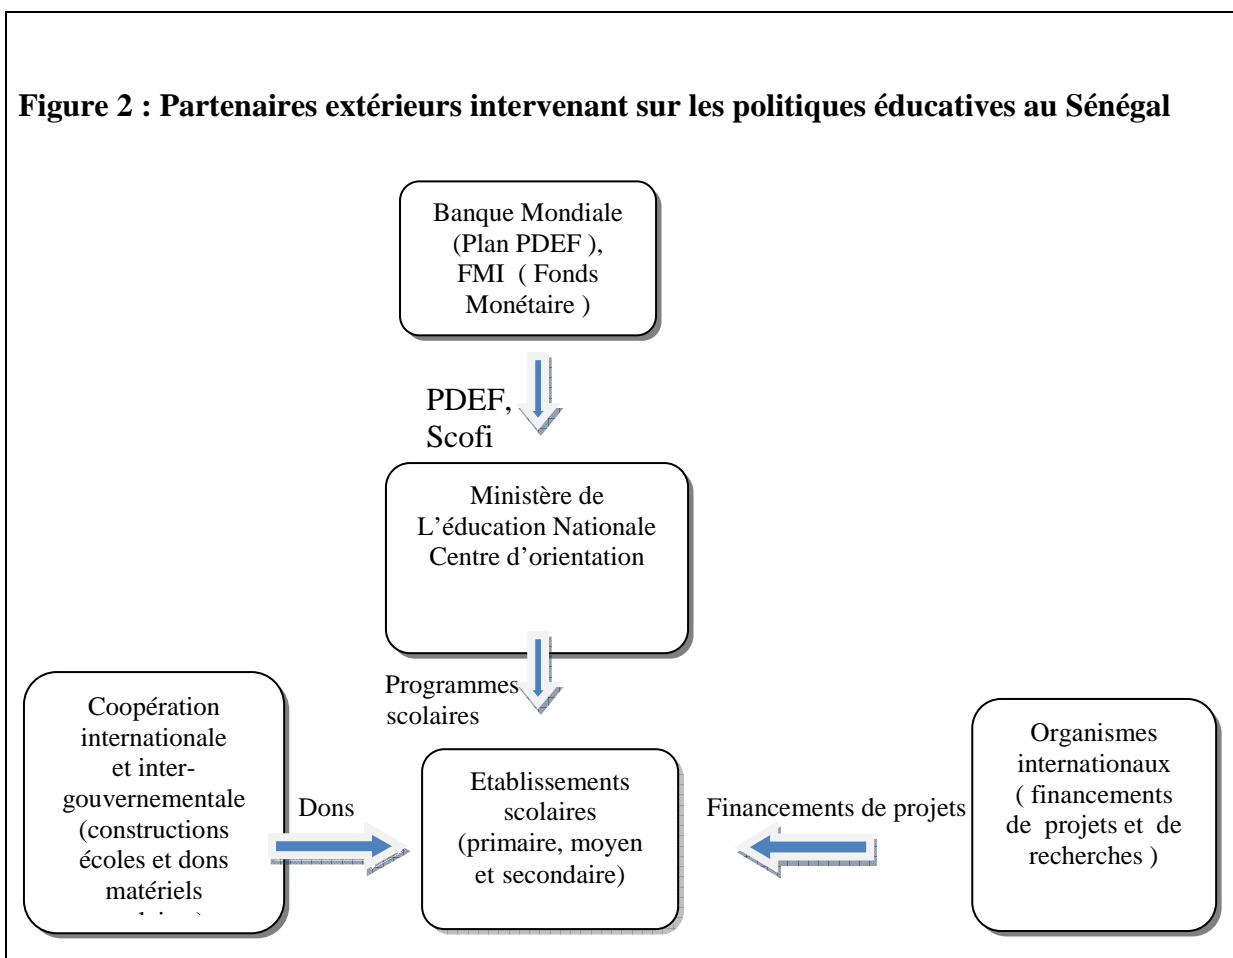 Figure 2 : Partenaires extérieurs intervenant sur les politiques éducatives au Sénégal
Banque Mondiale
(Plan PDEF ),
FMI ( Fonds
Monétaire )
PDEF,
Scofi
Ministère de
L’éducation Nationale
Centre d’orientation
Programmes
scolaires
Coopération
internationale
et inter-
gouvernementale
(constructions
écoles et dons
matériels
Dons
Etablissements
scolaires
(primaire, moyen
et secondaire)
Financements de projets
Organismes
internationaux
( financements
de projets et de
recherches )